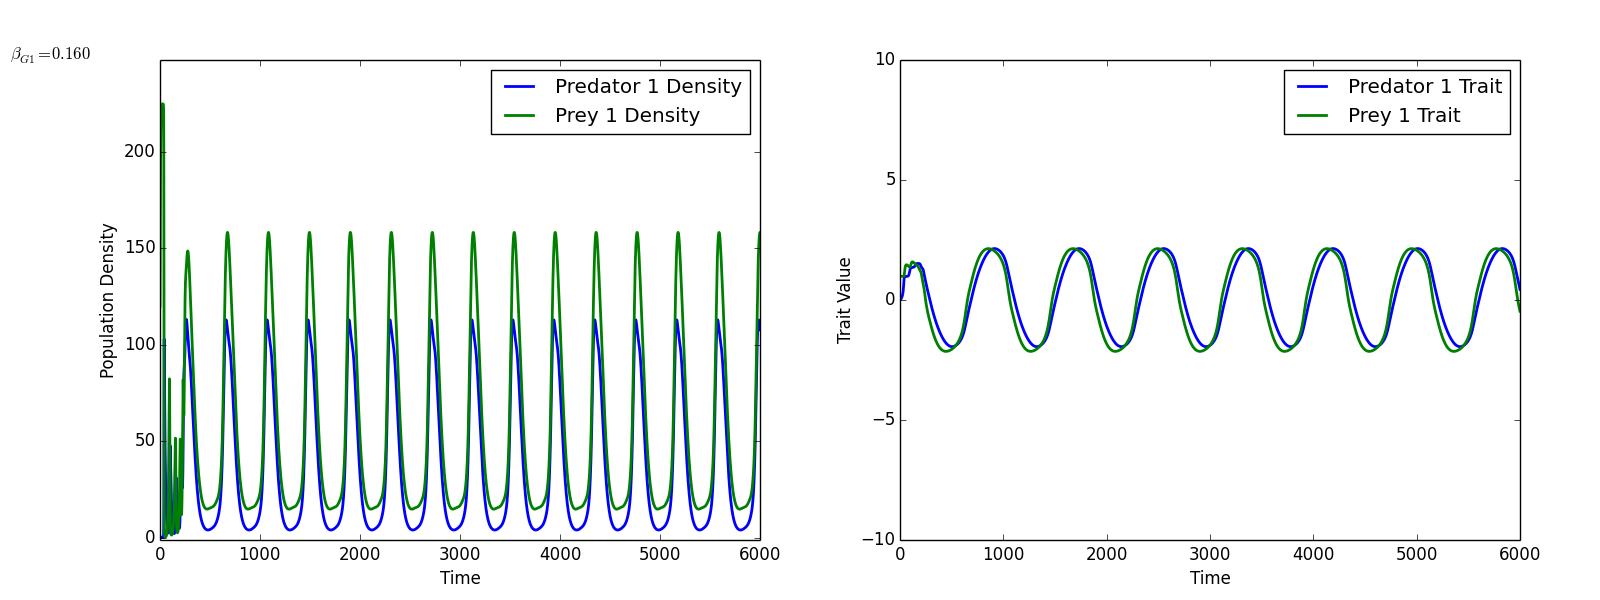 β_G1 = 0.160
Predator 1 Density
Prey 1 Density
Population Density
200
150
100
50
0
0 1000 2000 3000 4000 5000 6000
Time
Predator 1 Trait
Prey 1 Trait
Trait Value
10
5
0
−5
−10
0 1000 2000 3000 4000 5000 6000
Time